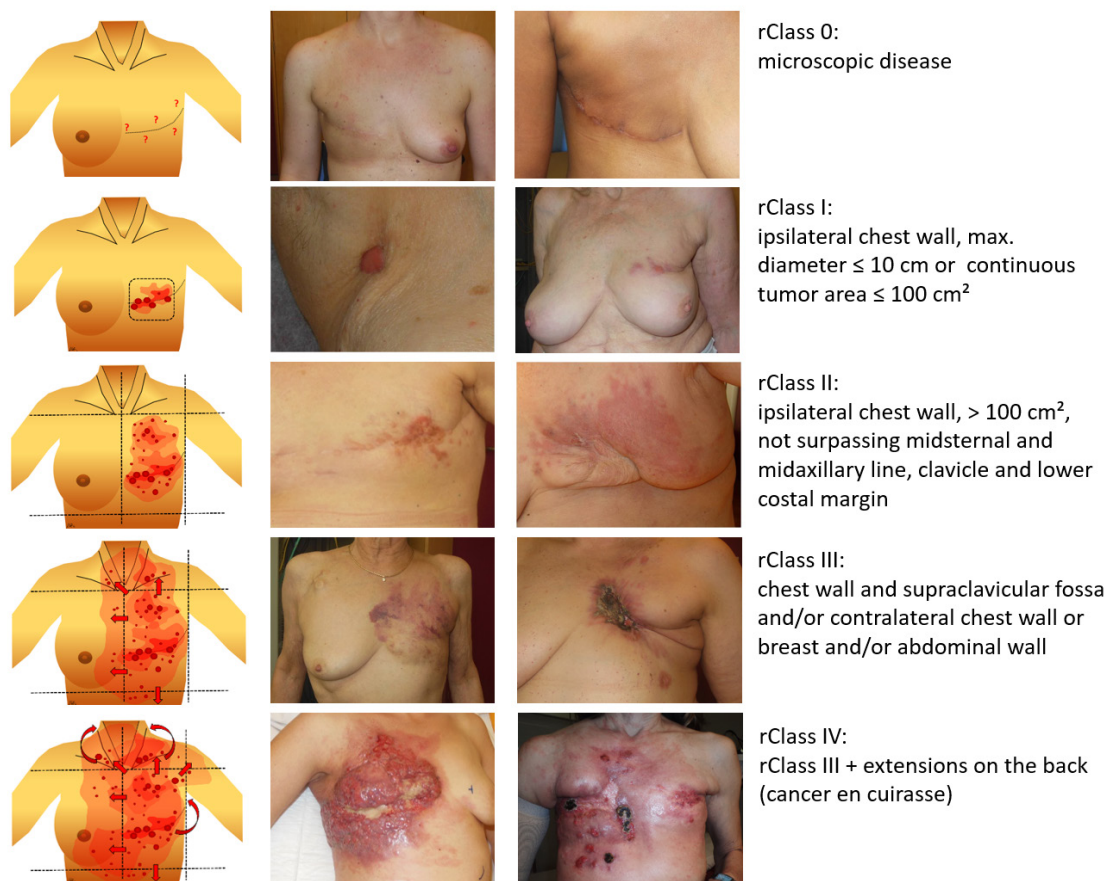 rClass 0:
microscopic disease
? ? ? ? ?
rClass I:
ipsilateral chest wall, max.
diameter ≤ 10 cm or continuous
tumor area ≤ 100 cm²
rClass II:
ipsilateral chest wall, > 100 cm²,
not surpassing midsternal and
midaxillary line, clavicle and lower
costal margin
rClass III:
chest wall and supraclavicular fossa
and/or contralateral chest wall or
breast and/or abdominal wall
rClass IV:
rClass III + extensions on the back
(cancer en cuirasse)